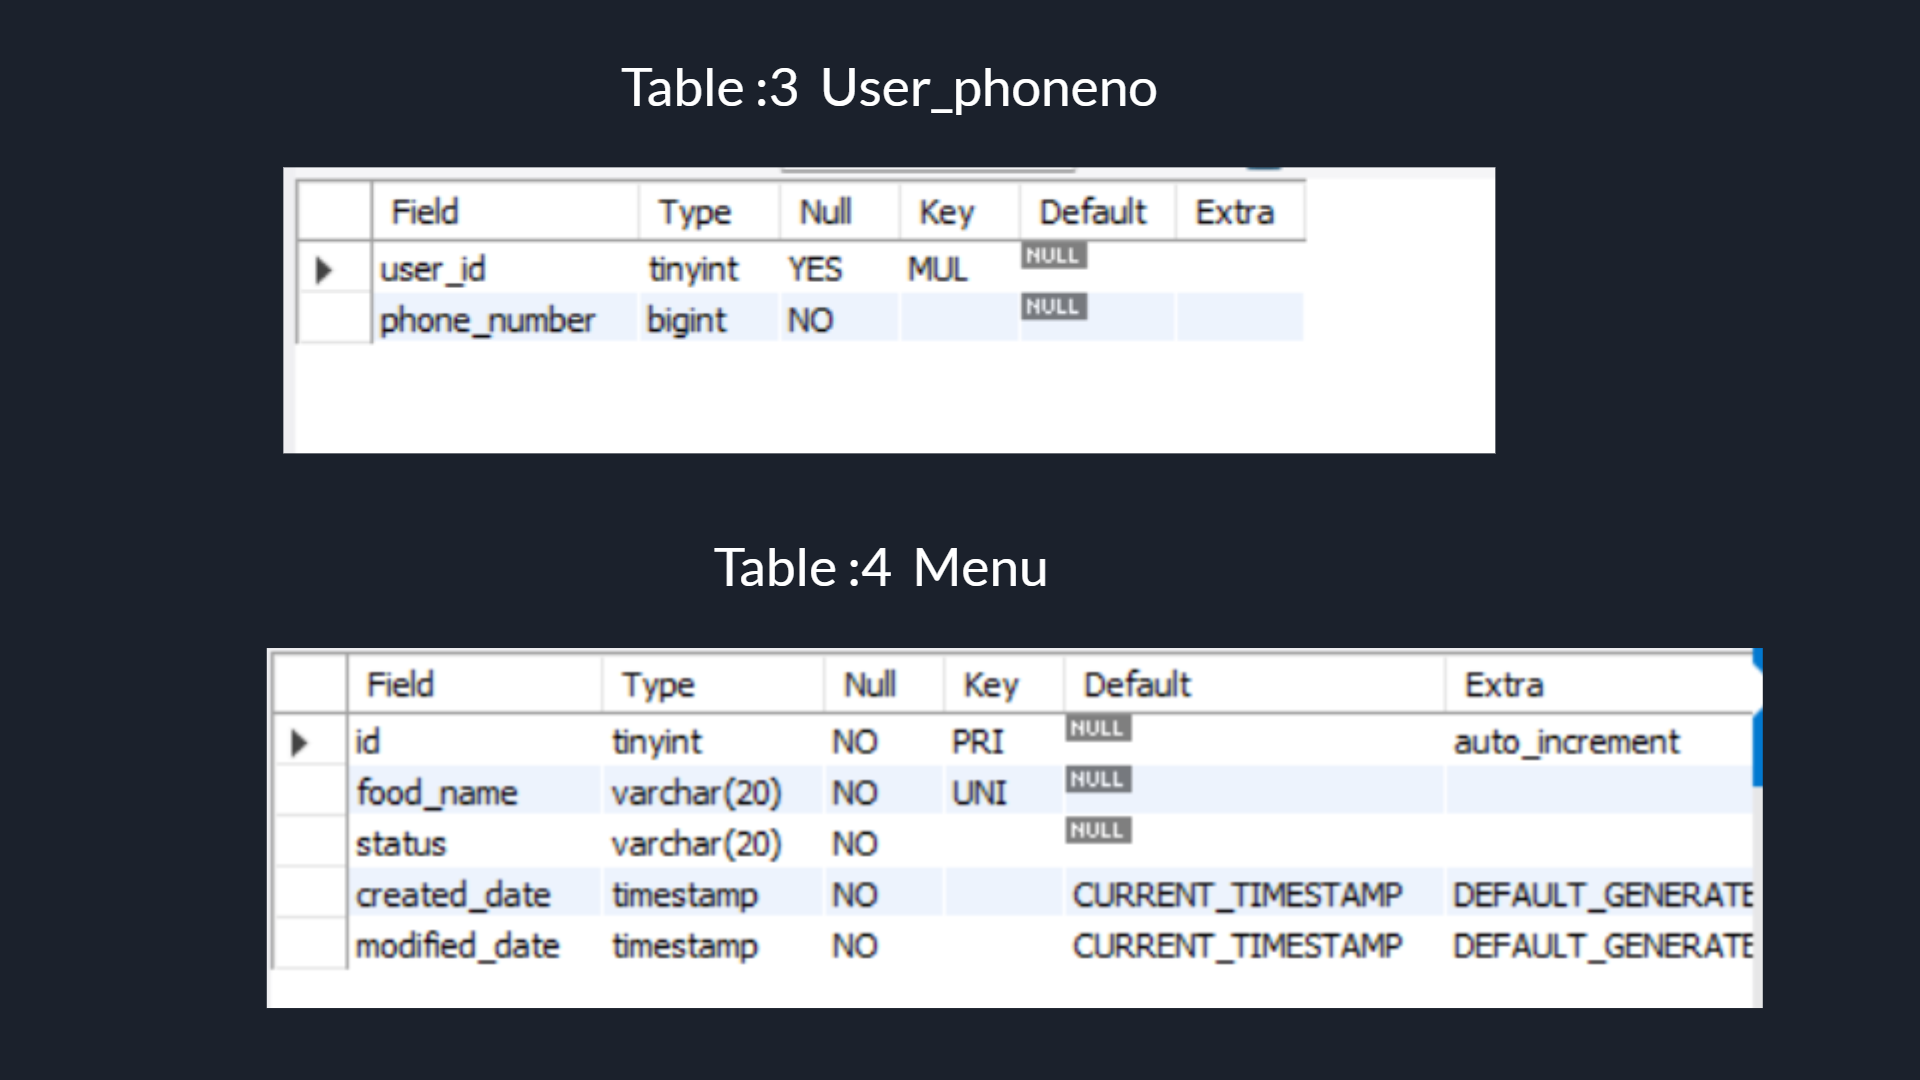 Table :3 User_phoneno
Field Type Null Key Default Extra
user_id tinyint YES MUL NULL
phone_number bigint NO NULL
Table :4 Menu
Field Type Null Key Default Extra
id tinyint NO PRI NULL auto_increment
food_name varchar(20) NO UNI NULL
status varchar(20) NO NULL
created_date timestamp NO CURRENT_TIMESTAMP DEFAULT_GENERATE
modified_date timestamp NO CURRENT_TIMESTAMP DEFAULT_GENERATE